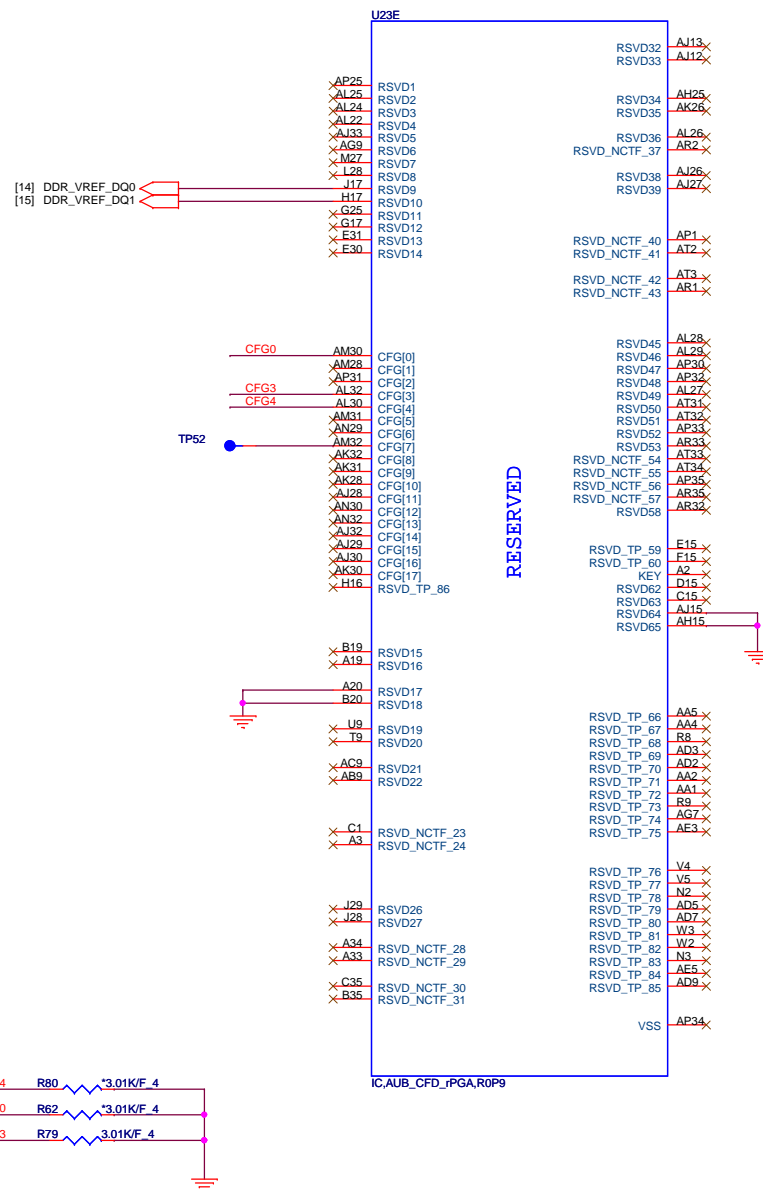 U23E
AP25 RSVD1
AL25 RSVD2
AL24 RSVD3
AL22 RSVD4
AJ33 RSVD5
AG9 RSVD6
M27 RSVD7
L28 RSVD8
[14] DDR_VREF_DQ0 J17 RSVD9
[15] DDR_VREF_DQ1 H17 RSVD10
G25 RSVD11
G17 RSVD12
E31 RSVD13
E30 RSVD14
CFG0 AM30 CFG[0]
AM28 CFG[1]
AP31 CFG[2]
CFG3 AL32 CFG[3]
CFG4 AL30 CFG[4]
AM31 CFG[5]
AN29 CFG[6]
TP52 AM32 CFG[7]
AK32 CFG[8]
AK31 CFG[9]
AK28 CFG[10]
AJ28 CFG[11]
AN30 CFG[12]
AN32 CFG[13]
AJ32 CFG[14]
AJ29 CFG[15]
AJ30 CFG[16]
AK30 CFG[17]
H16 RSVD_TP_86
B19 RSVD15
A19 RSVD16
A20 RSVD17
B20 RSVD18
U9 RSVD19
T9 RSVD20
AC9 RSVD21
AB9 RSVD22
C1 RSVD_NCTF_23
A3 RSVD_NCTF_24
J29 RSVD26
J28 RSVD27
A34 RSVD_NCTF_28
A33 RSVD_NCTF_29
C35 RSVD_NCTF_30
B35 RSVD_NCTF_31
RESERVED
RSVD32 AJ13
RSVD33 AJ12
RSVD34 AH25
RSVD35 AK26
RSVD36 AL26
RSVD_NCTF_37 AR2
RSVD38 AJ26
RSVD39 AJ27
RSVD_NCTF_40 AP1
RSVD_NCTF_41 AT2
RSVD_NCTF_42 AT3
RSVD_NCTF_43 AR1
RSVD45 AL28
RSVD46 AL29
RSVD47 AP30
RSVD48 AP32
RSVD49 AL27
RSVD50 AT31
RSVD51 AT32
RSVD52 AP33
RSVD53 AR33
RSVD_NCTF_54 AT33
RSVD_NCTF_55 AT34
RSVD_NCTF_56 AP35
RSVD_NCTF_57 AR35
RSVD58 AR32
RSVD_TP_59 E15
RSVD_TP_60 F15
KEY A2
RSVD62 D15
RSVD63 C15
RSVD64 AJ15
RSVD65 AH15
RSVD_TP_66 AA5
RSVD_TP_67 AA4
RSVD_TP_68 R8
RSVD_TP_69 AD3
RSVD_TP_70 AD2
RSVD_TP_71 AA2
RSVD_TP_72 AA1
RSVD_TP_73 R9
RSVD_TP_74 AG7
RSVD_TP_75 AE3
RSVD_TP_76 V4
RSVD_TP_77 V5
RSVD_TP_78 N2
RSVD_TP_79 AD5
RSVD_TP_80 AD7
RSVD_TP_81 W3
RSVD_TP_82 W2
RSVD_TP_83 N3
RSVD_TP_84 AE5
RSVD_TP_85 AD9
VSS AP34
IC,AUB_CFD_rPGA,R0P9
4 R80 *3.01K/F_4
0 R62 *3.01K/F_4
3 R79 3.01K/F_4